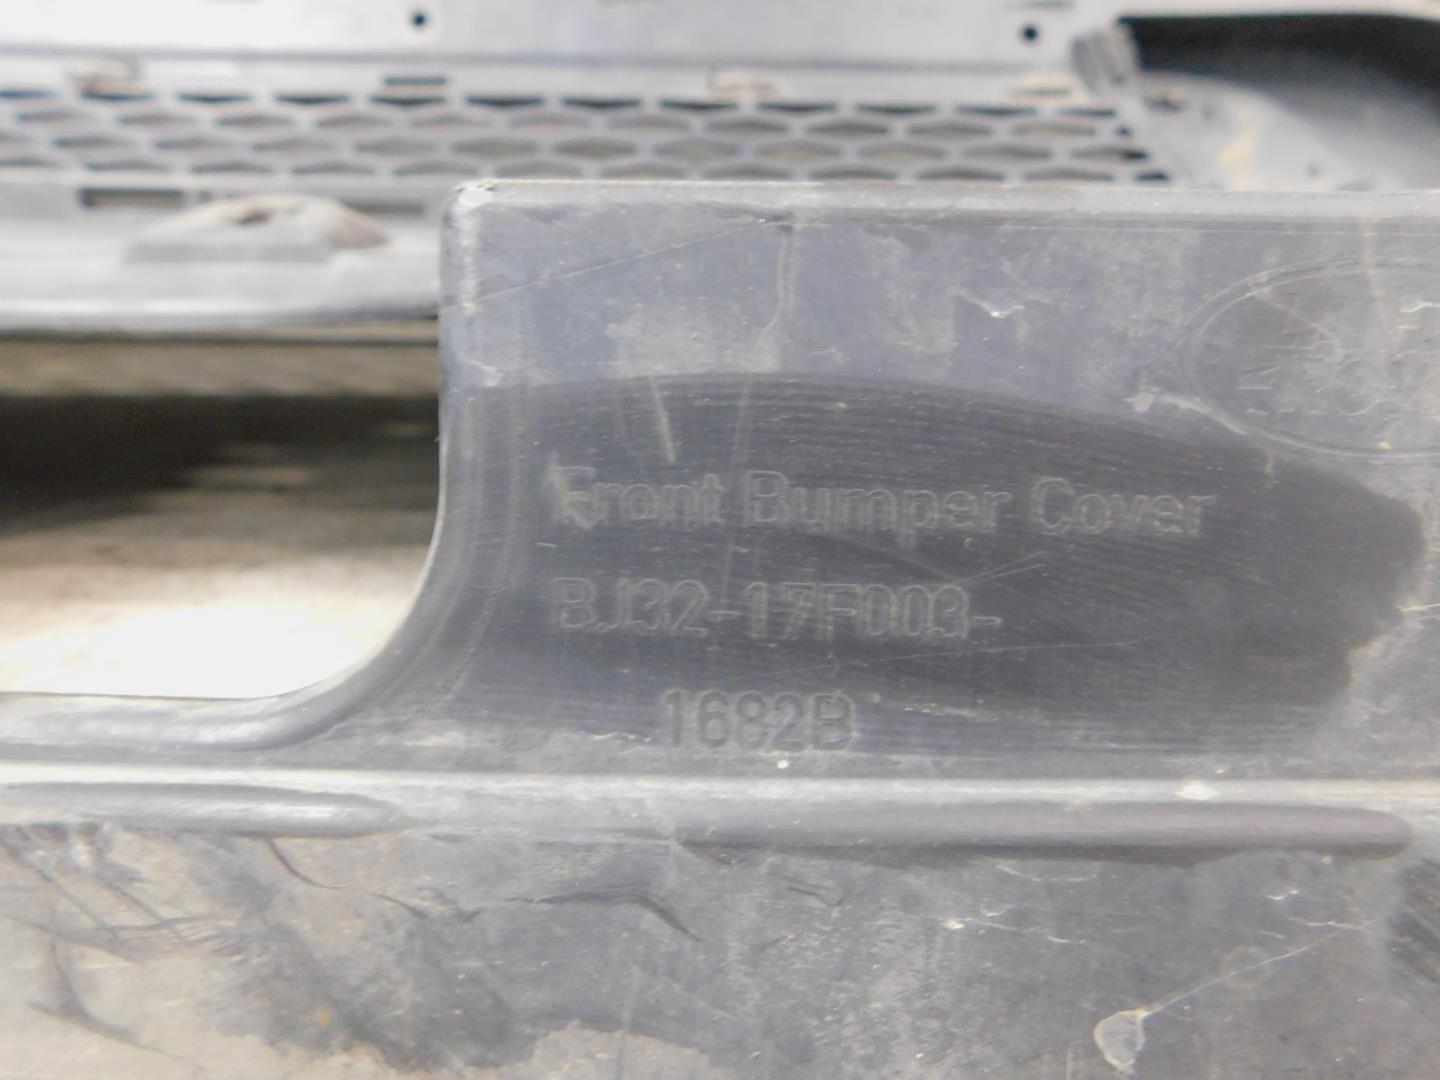 Front Bumper Cover
BJ32-17F003-
1682B